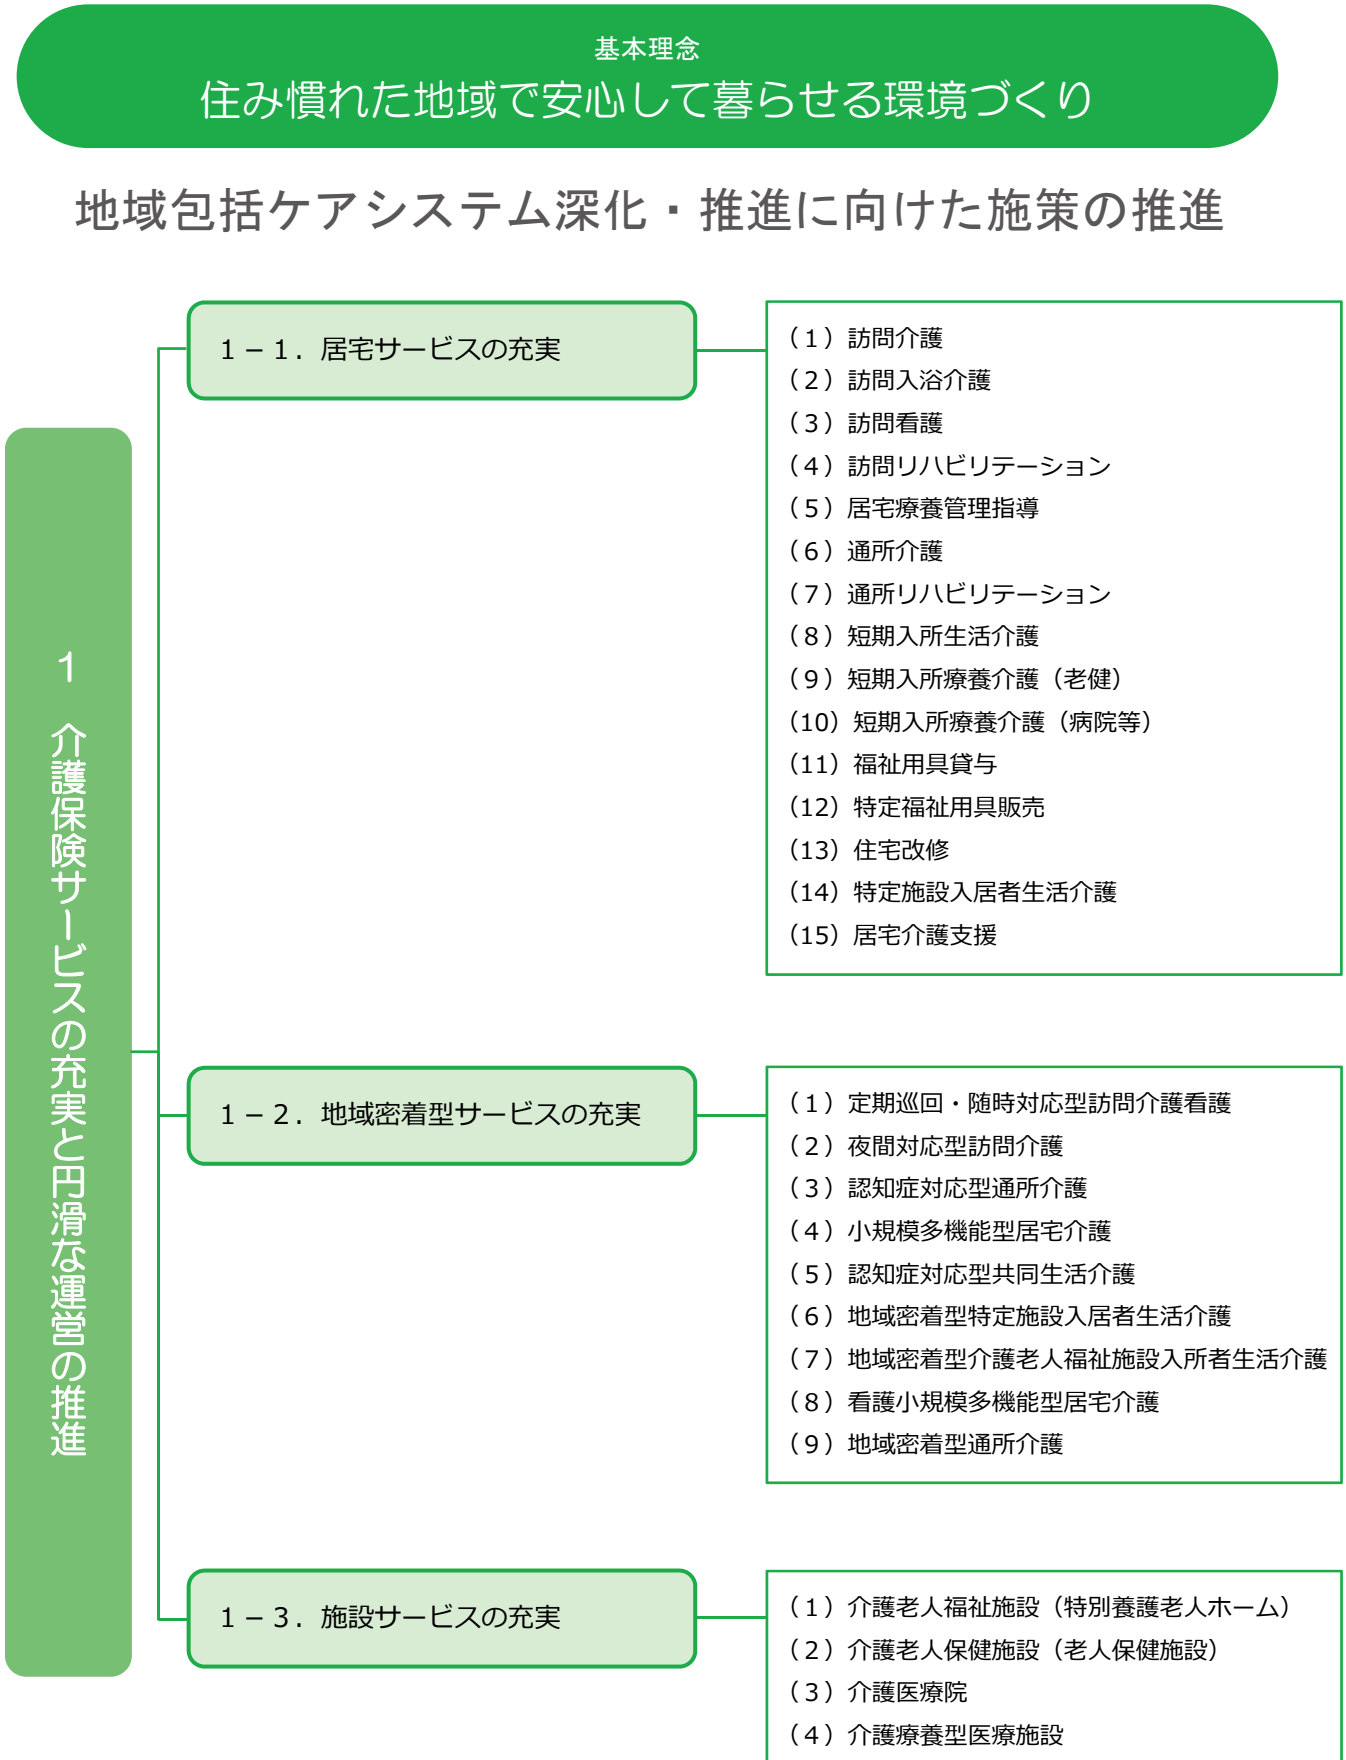 基本理念
住み慣れた地域で安心して暮らせる環境づくり
地域包括ケアシステム深化・推進に向けた施策の推進
1 介護保険サービスの充実と円滑な運営の推進
1－1．居宅サービスの充実
（1）訪問介護
（2）訪問入浴介護
（3）訪問看護
（4）訪問リハビリテーション
（5）居宅療養管理指導
（6）通所介護
（7）通所リハビリテーション
（8）短期入所生活介護
（9）短期入所療養介護（老健）
（10）短期入所療養介護（病院等）
（11）福祉用具貸与
（12）特定福祉用具販売
（13）住宅改修
（14）特定施設入居者生活介護
（15）居宅介護支援
1－2．地域密着型サービスの充実
（1）定期巡回・随時対応型訪問介護看護
（2）夜間対応型訪問介護
（3）認知症対応型通所介護
（4）小規模多機能型居宅介護
（5）認知症対応型共同生活介護
（6）地域密着型特定施設入居者生活介護
（7）地域密着型介護老人福祉施設入所者生活介護
（8）看護小規模多機能型居宅介護
（9）地域密着型通所介護
1－3．施設サービスの充実
（1）介護老人福祉施設（特別養護老人ホーム）
（2）介護老人保健施設（老人保健施設）
（3）介護医療院
（4）介護療養型医療施設